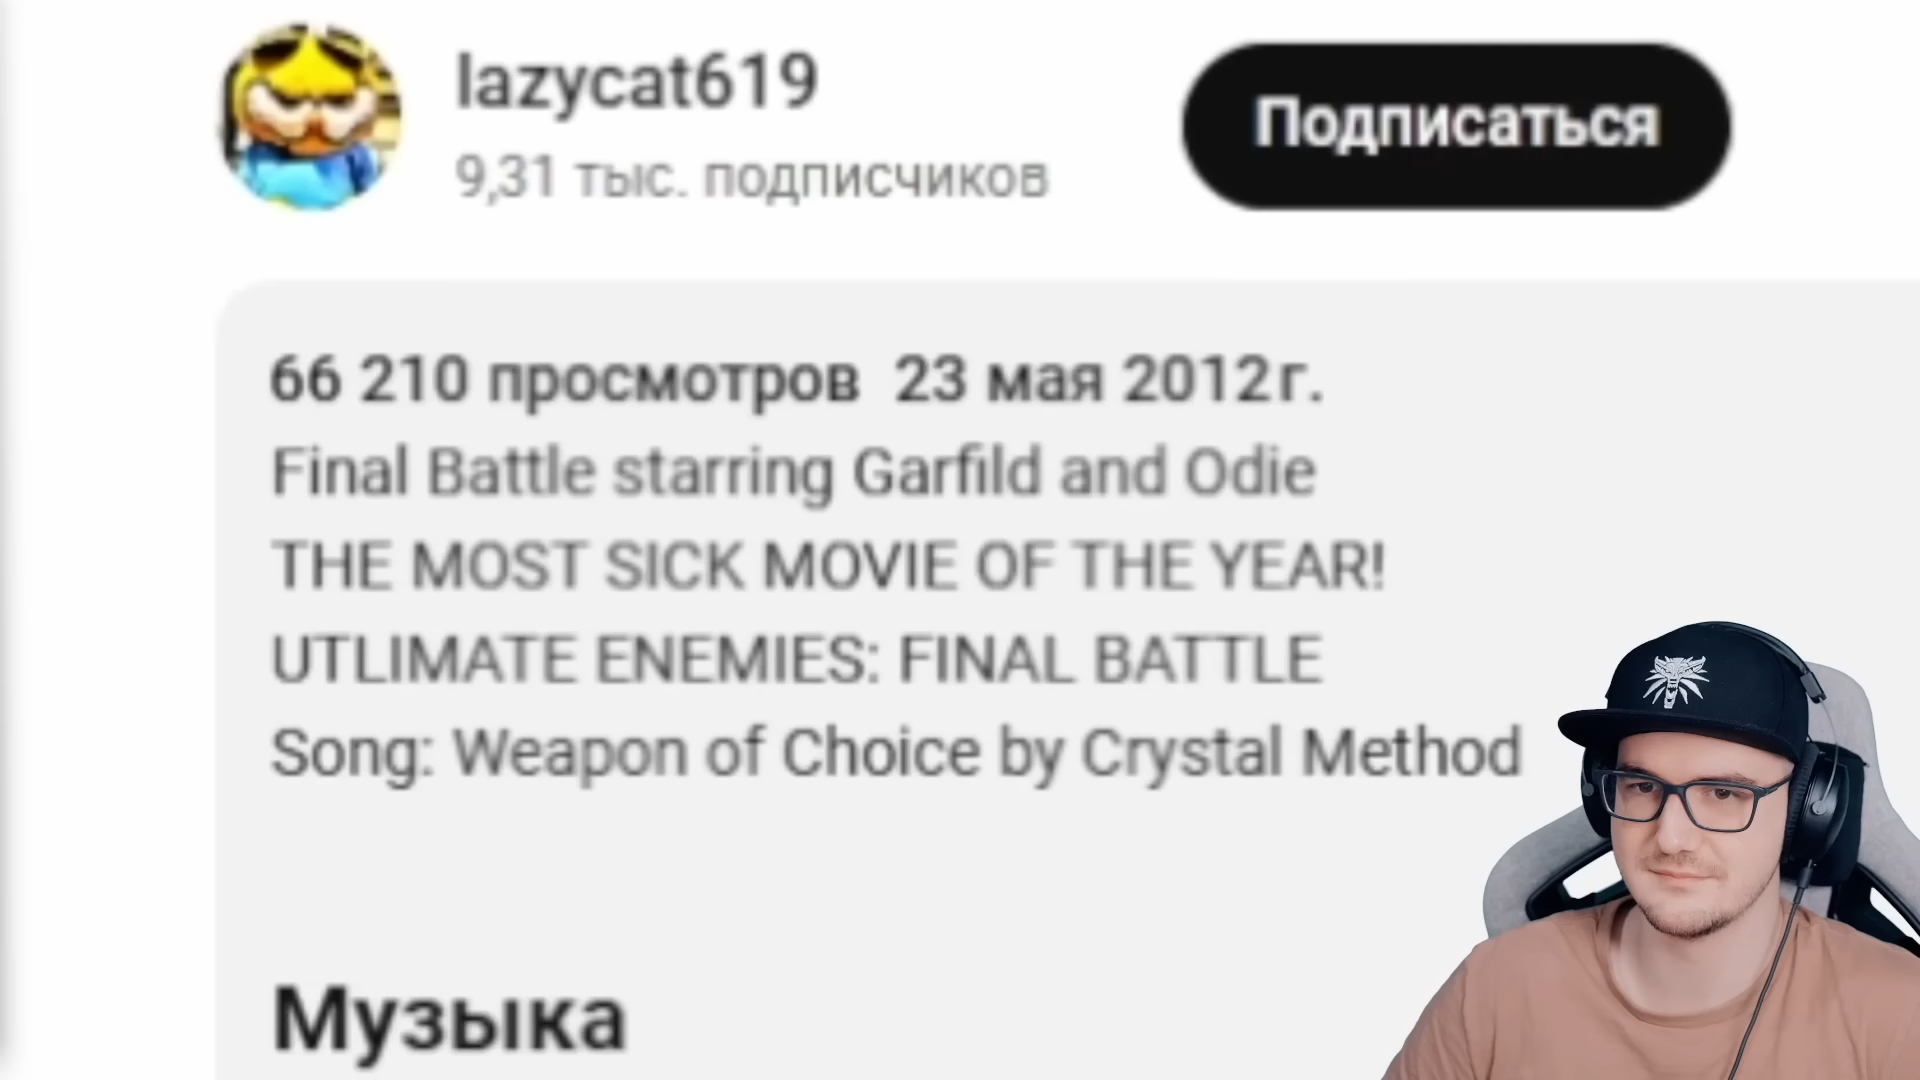 lazycat619
9,31 тыс. подписчиков
Подписаться
66 210 просмотров 23 мая 2012 г.
Final Battle starring Garfild and Odie
THE MOST SICK MOVIE OF THE YEAR!
UTLIMATE ENEMIES: FINAL BATTLE
Song: Weapon of Choice by Crystal Method
Музыка